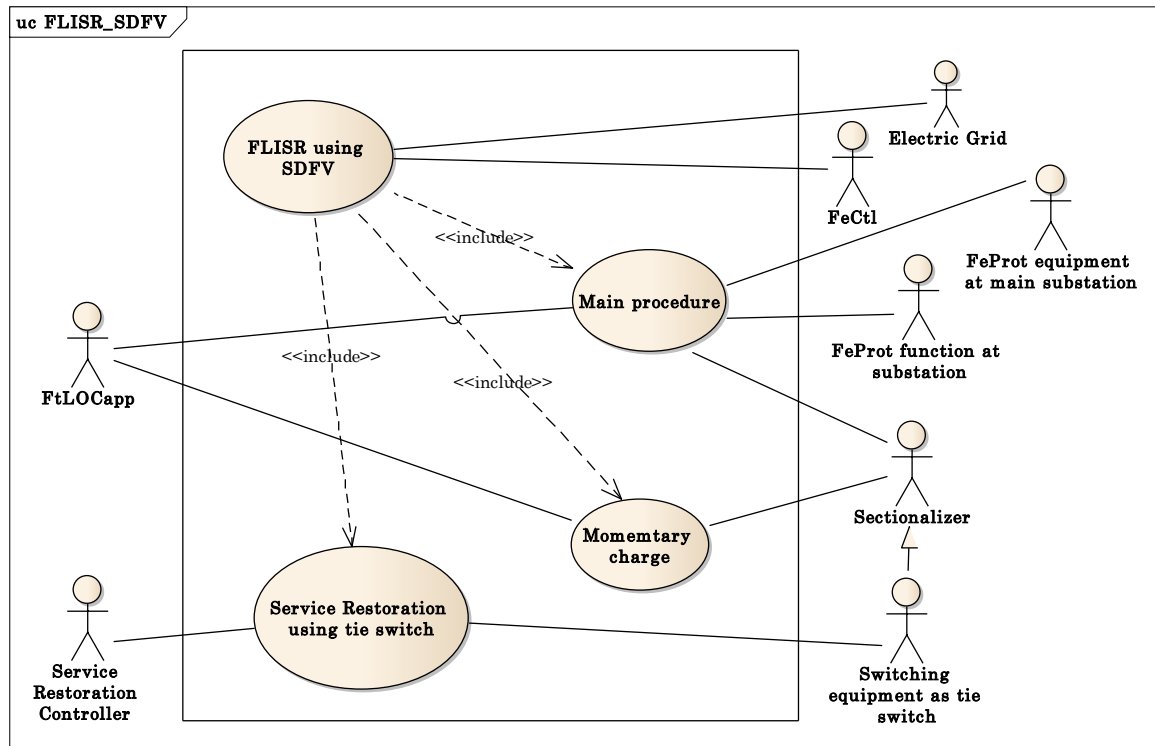 uc FLISR_SDFV
FLISR using
SDFV
Electric Grid
FeCtl
<<include>>
FeProt equipment
at main substation
Main procedure
FeProt function at
substation
<<include>>
<<include>>
FtLOCapp
Sectionalizer
Momemtary
charge
Service Restoration
using tie switch
Service
Restoration
Controller
Switching
equipment as tie
switch